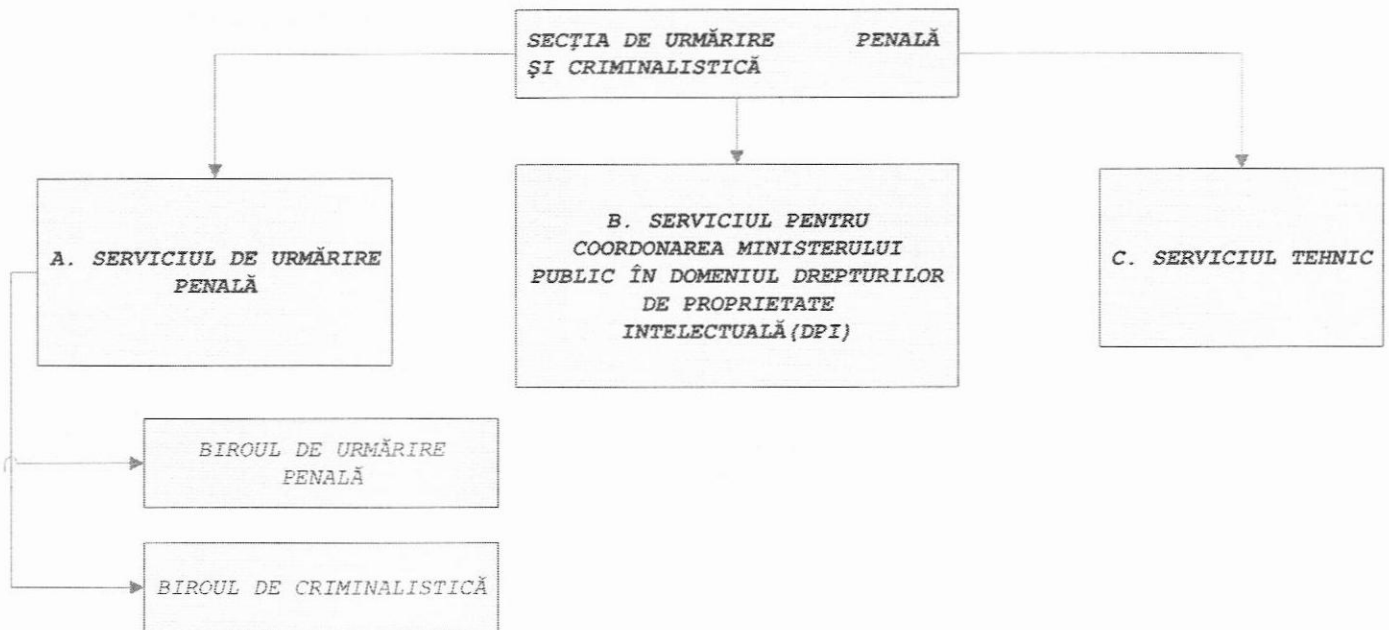 SECȚIA DE URMĂRIRE PENALĂ
ȘI CRIMINALISTICĂ
A. SERVICIUL DE URMĂRIRE
PENALĂ
B. SERVICIUL PENTRU
COORDONAREA MINISTERULUI
PUBLIC ÎN DOMENIUL DREPTURILOR
DE PROPRIETATE
INTELECTUALĂ(DPI)
C. SERVICIUL TEHNIC
BIROUL DE URMĂRIRE
PENALĂ
BIROUL DE CRIMINALISTICĂ